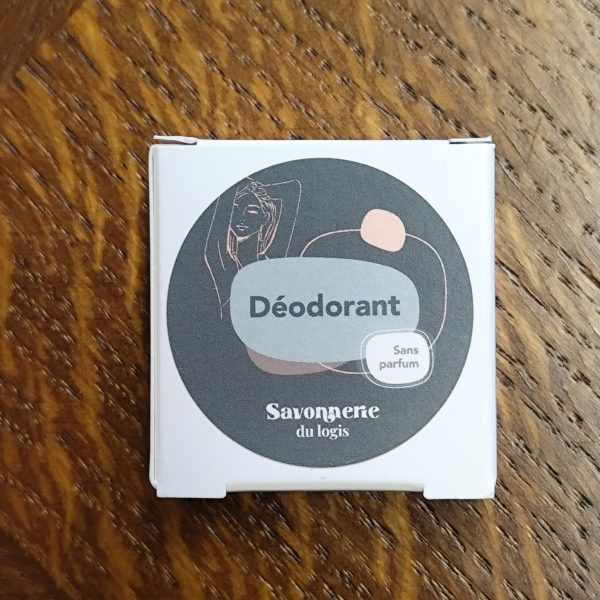 Déodorant
Sans
parfum
Savonnerie
du logis